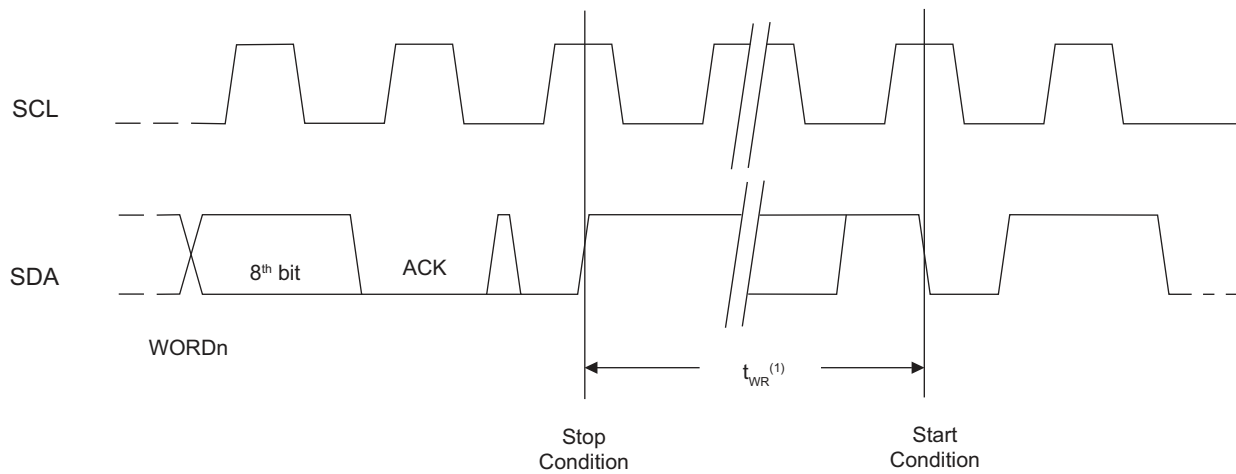 SCL
SDA
8th bit
ACK
WORDn
tWR(1)
Stop
Condition
Start
Condition